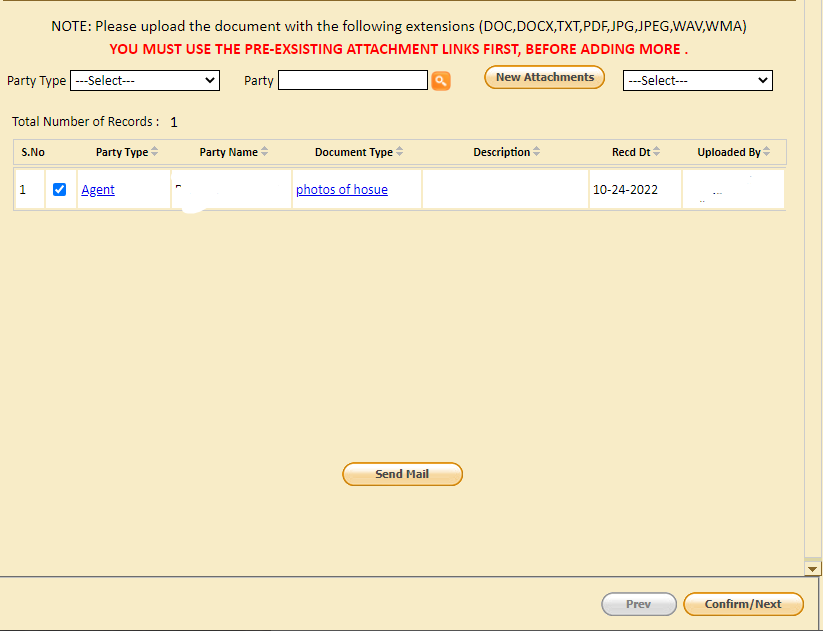 NOTE: Please upload the document with the following extensions (DOC,DOCX,TXT,PDF,JPG,JPEG,WAV,WMA)
YOU MUST USE THE PRE-EXSISTING ATTACHMENT LINKS FIRST, BEFORE ADDING MORE .
Party Type ---Select--- Party New Attachments ---Select---
Total Number of Records : 1
S.No Party Type Party Name Document Type Description Recd Dt Uploaded By
1 Agent photos of hosue 10-24-2022
Send Mail
Prev Confirm/Next